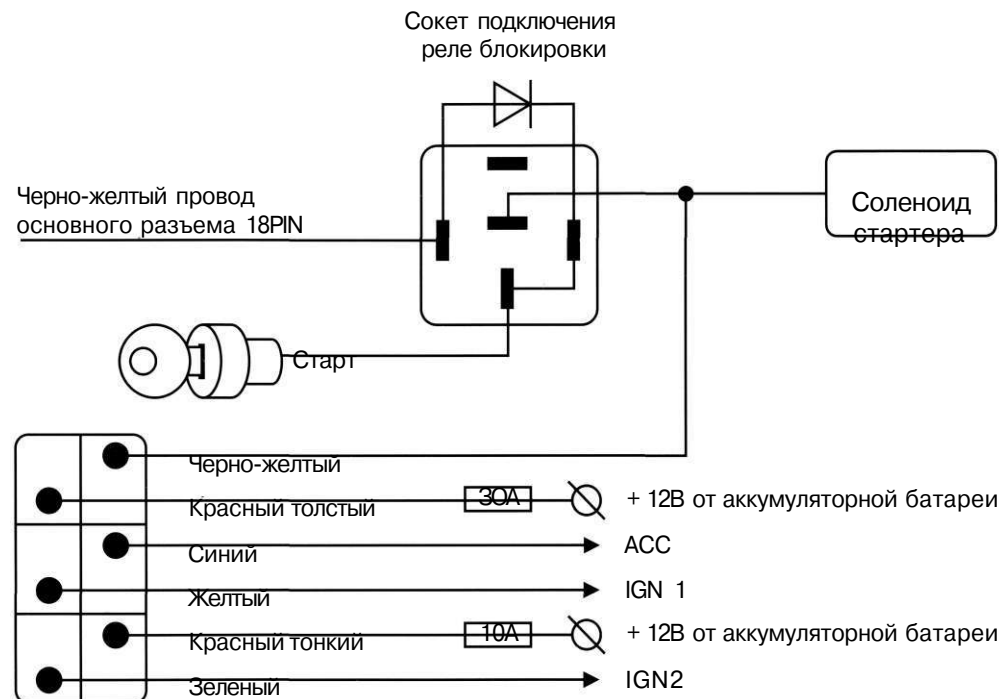 Сокет подключения
реле блокировки
Черно-желтый провод
основного разъема 18PIN
Соленоид
стартера
Старт
Черно-желтый
Красный толстый
30А
+ 12В от аккумуляторной батареи
Синий
ACC
Желтый
IGN 1
Красный тонкий
10А
+ 12В от аккумуляторной батареи
Зеленый
IGN2